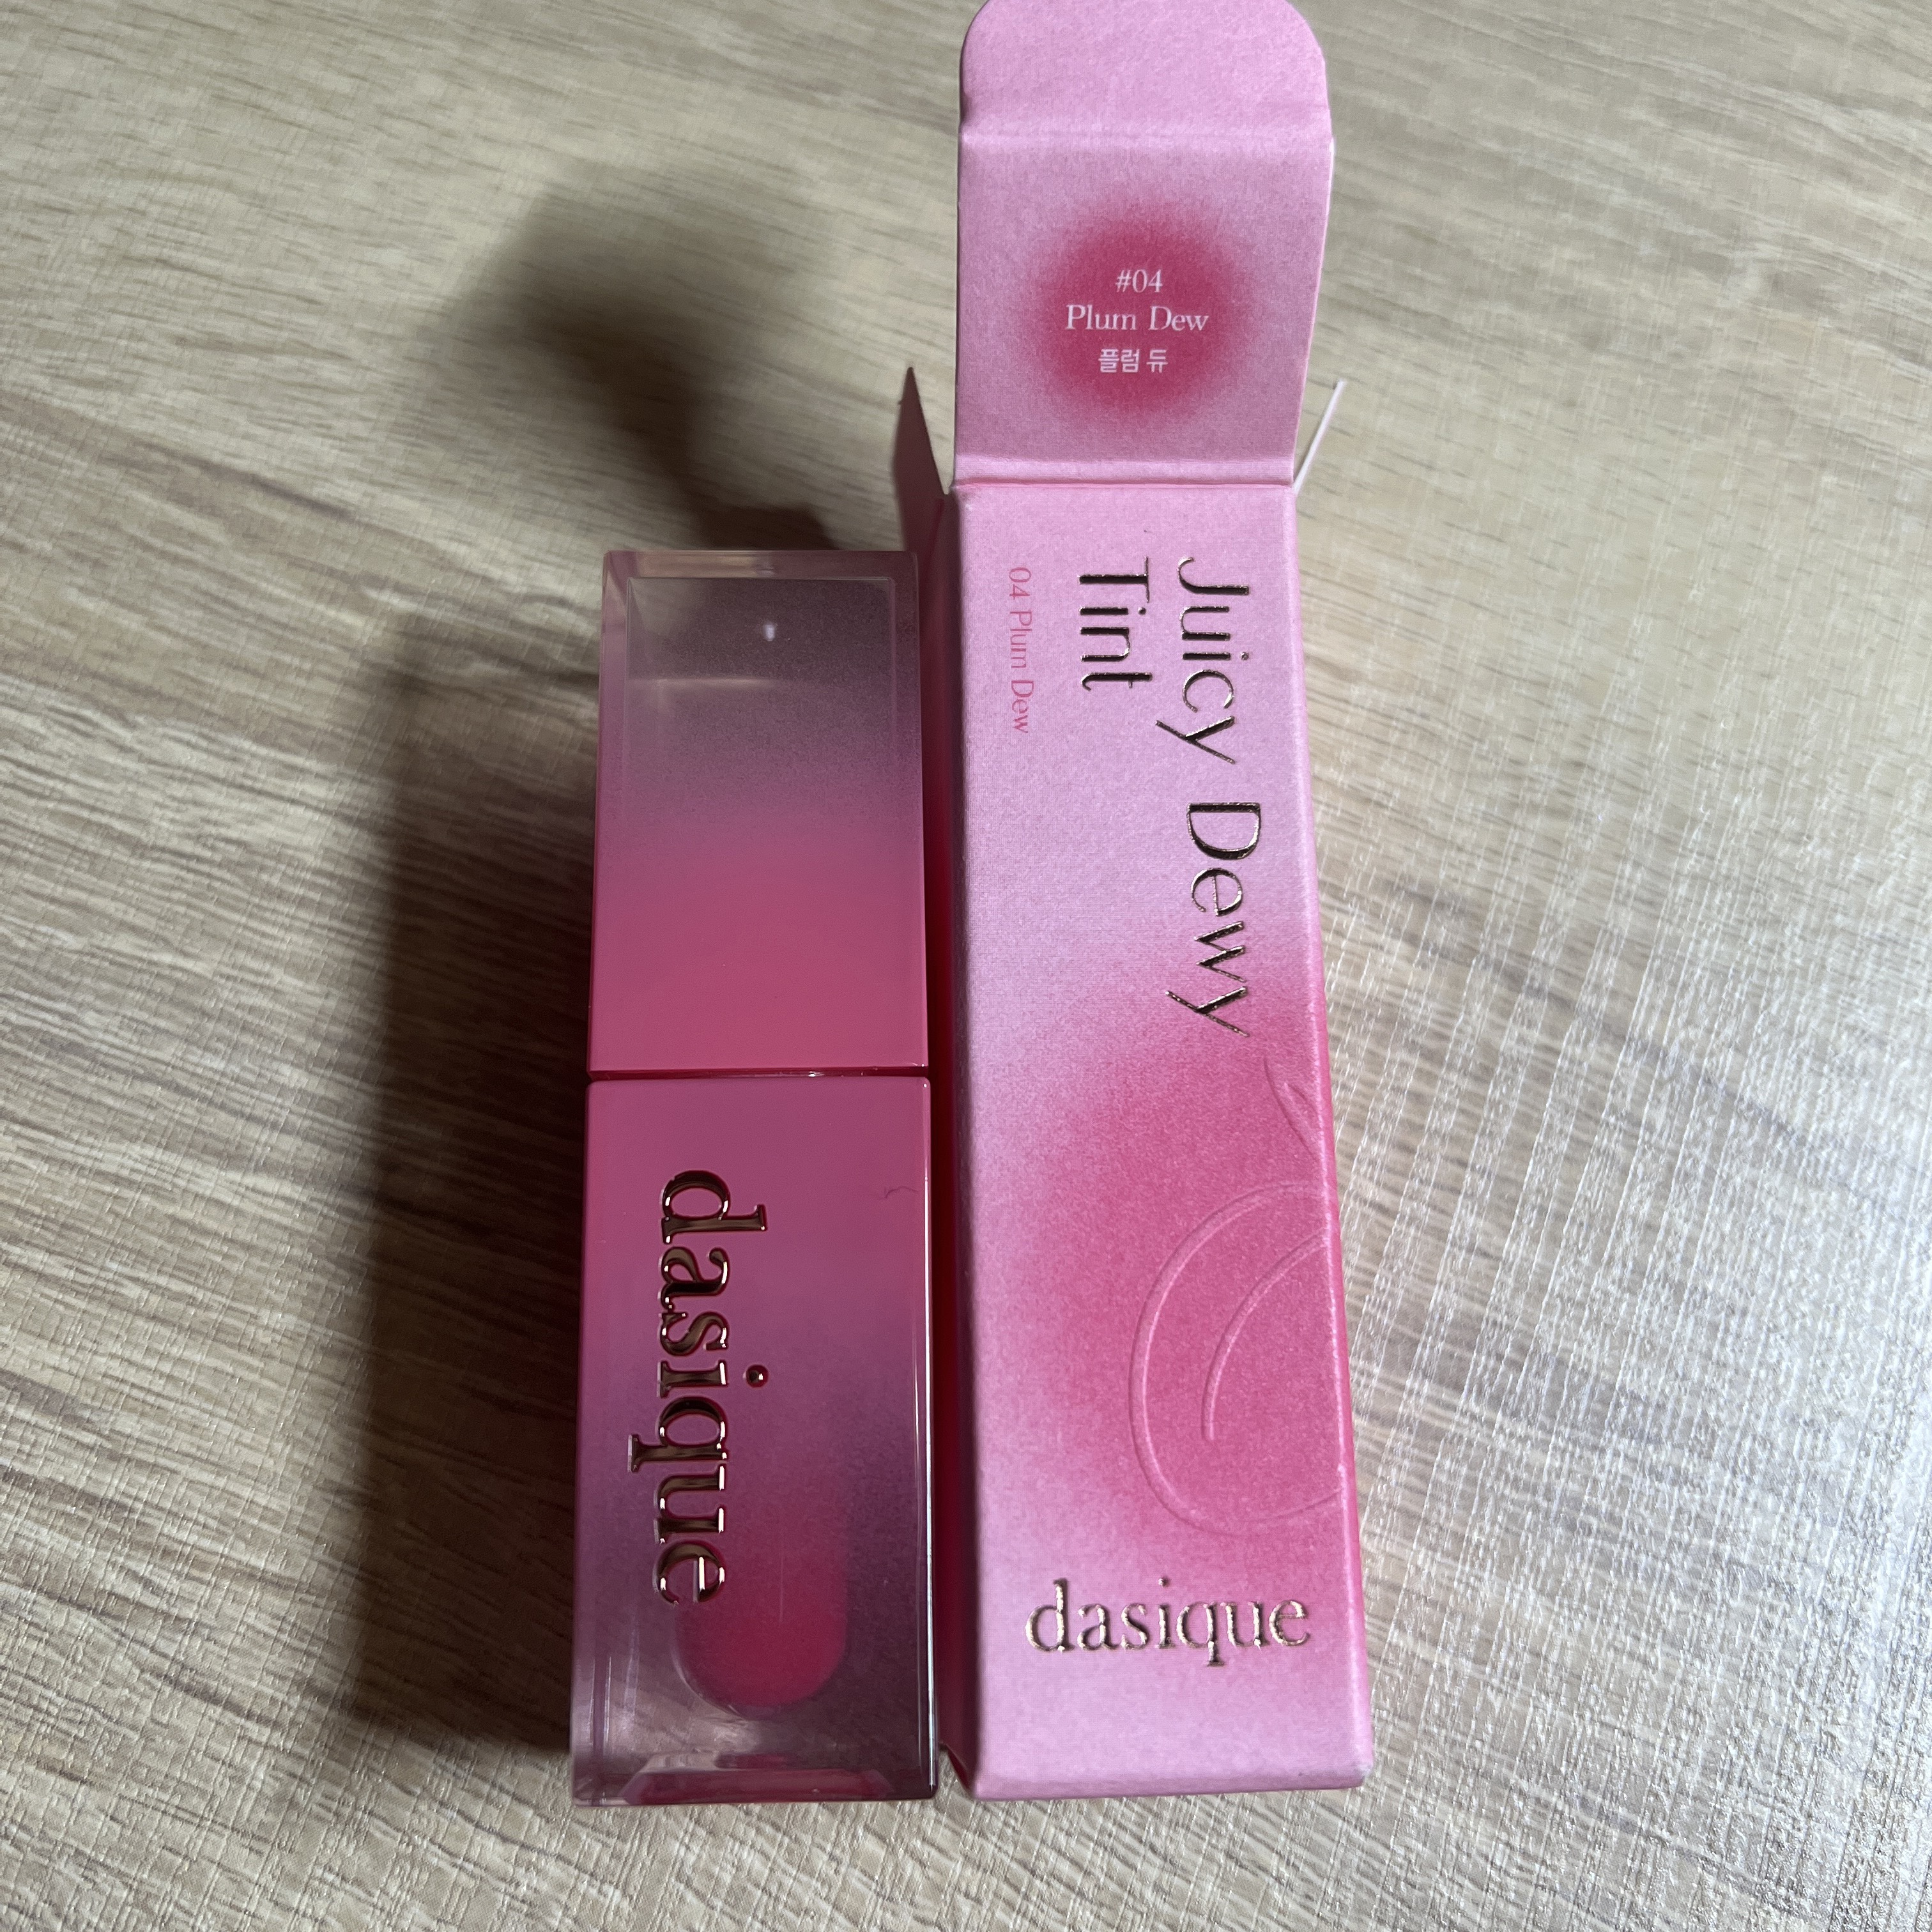 #04
Plum Dew
플럼 듀
Juicy Dewy
Tint
04 Plum Dew
dasique
dasique